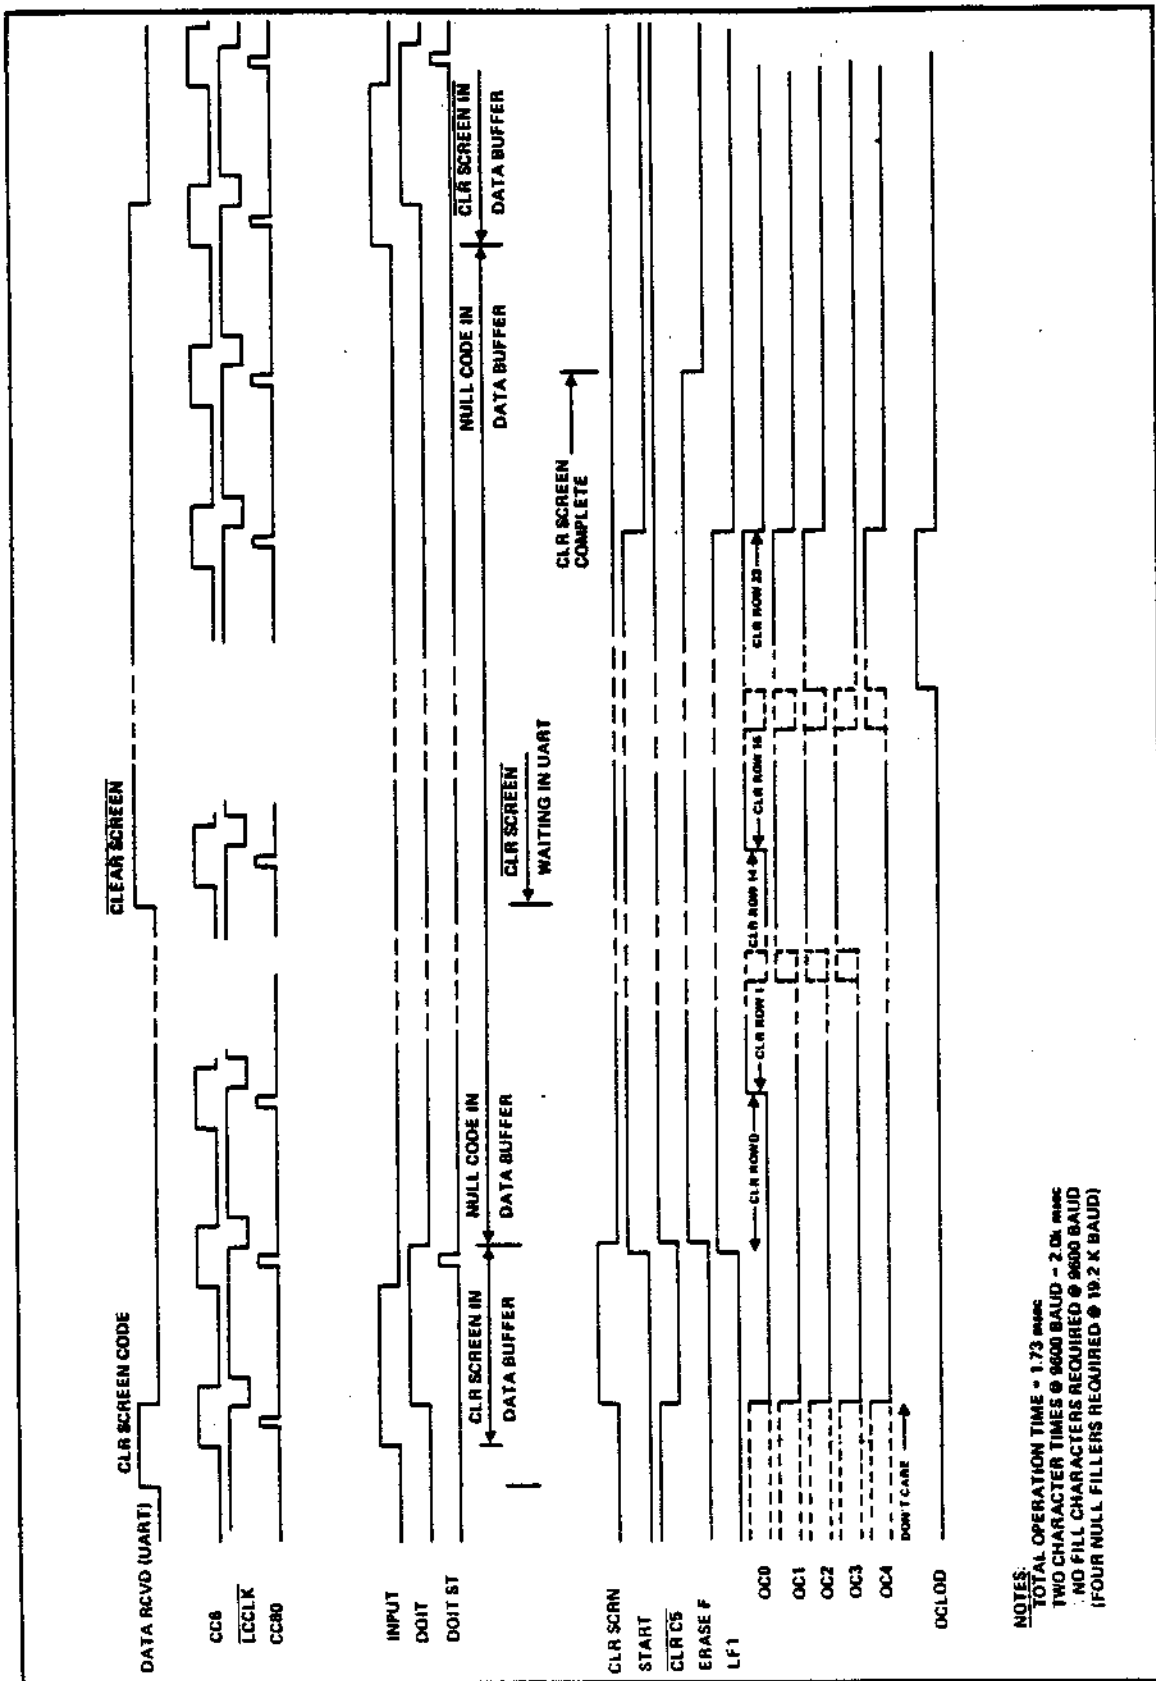 CLR SCREEN CODE
CLEAR SCREEN
DATA RCVD (UART)
CC6
LCCLK
CC80
INPUT
DOIT
DOIT ST
CLR SCREEN IN
DATA BUFFER
NULL CODE IN
DATA BUFFER
NULL CODE IN
DATA BUFFER
CLR SCREEN IN
DATA BUFFER
CLR SCREEN
WAITING IN UART
CLR SCREEN
COMPLETE
CLR SCRN
START
CLR C5
ERASE F
LF1
CLR ROW0
CLR ROW 1
CLR ROW 14
CLR ROW 15
CLR ROW 23
OC0
OC1
OC2
OC3
OC4
DON'T CARE
OCLOD
NOTES:
TOTAL OPERATION TIME = 1.73 msec
TWO CHARACTER TIMES @ 9600 BAUD = 2.0k msec
∴ NO FILL CHARACTERS REQUIRED @ 9600 BAUD
(FOUR NULL FILLERS REQUIRED @ 19.2 K BAUD)